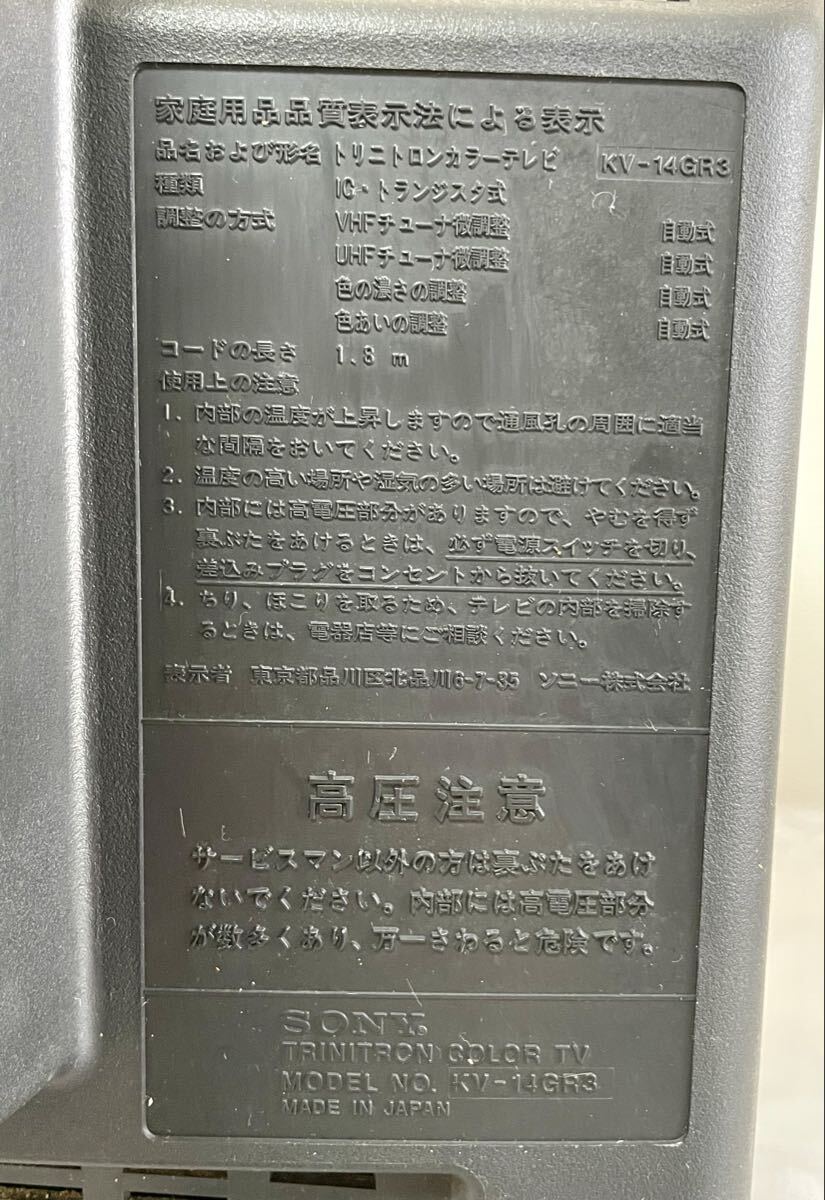 家庭用品品質表示法による表示
品名および形名 トリニトロンカラーテレビ KV-14GR3
種類 IC・トランジスタ式
調整の方式 VHFチューナ微調整 自動式
UHFチューナ微調整 自動式
色の濃さの調整 自動式
色あいの調整 自動式
コードの長さ 1.8 m
使用上の注意
1. 内部の温度が上昇しますので通風孔の周囲に適当
な間隔をおいてください。
2. 温度の高い場所や湿気の多い場所は避けてください。
3. 内部には高電圧部分がありますので、やむを得ず
裏ぶたをあけるときは、必ず電源スイッチを切り、
差込みプラグをコンセントから抜いてください。
4. ちり、ほこりを取るため、テレビの内部を掃除す
るときは、電器店等にご相談ください。
表示者 東京都品川区北品川6-7-35 ソニー株式会社
高圧注意
サービスマン以外の方は裏ぶたをあけ
ないでください。内部には高電圧部分
が数多くあり、万一さわると危険です。
SONY®
TRINITRON COLOR TV
MODEL NO. KV-14GR3
MADE IN JAPAN